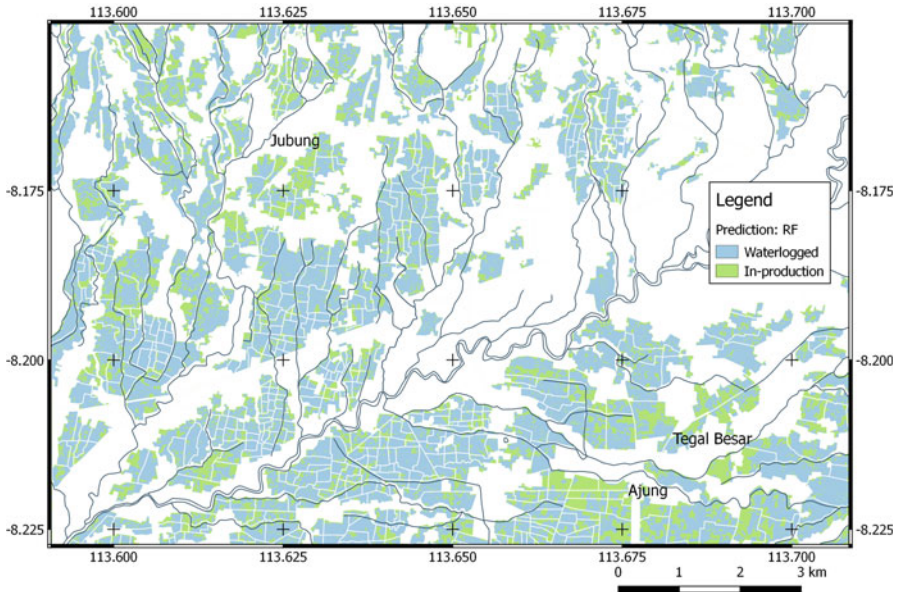 113.600 113.625 113.650 113.675 113.700
Jubung
-8.175 -8.175
Legend
Prediction: RF
Waterlogged
In-production
-8.200 -8.200
Tegal Besar
Ajung
-8.225 -8.225
113.600 113.625 113.650 113.675 113.700
0 1 2 3 km